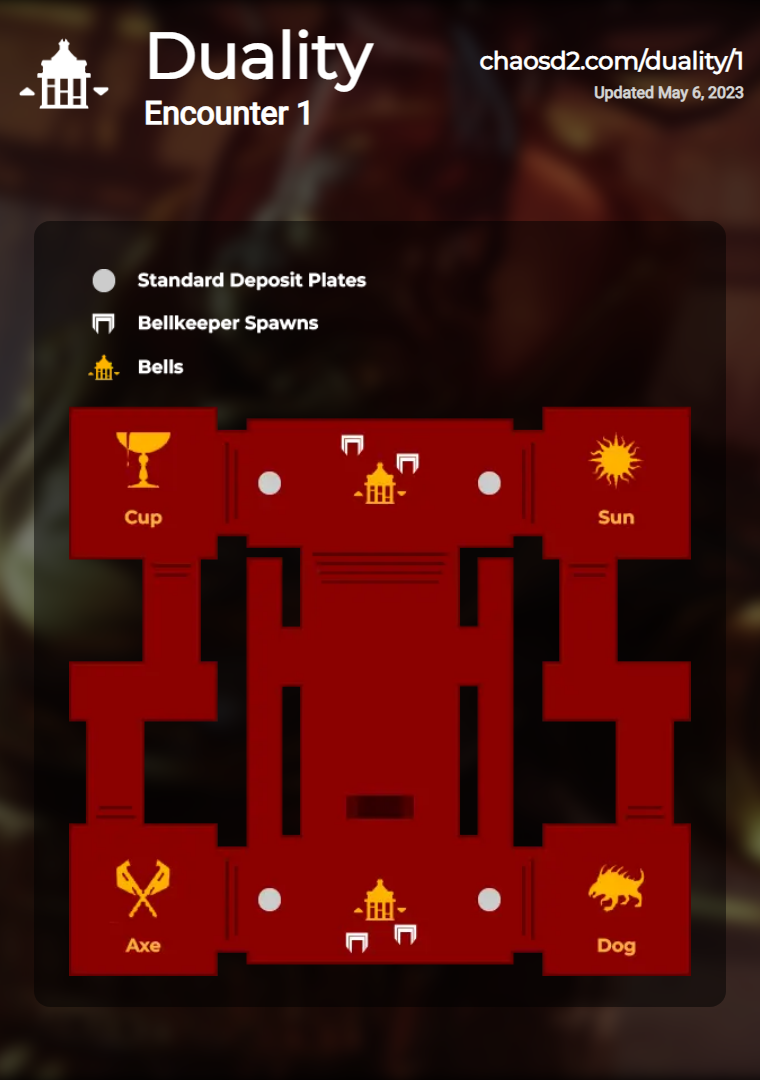 Duality
Encounter 1
chaosd2.com/duality/1
Updated May 6, 2023
Standard Deposit Plates
Bellkeeper Spawns
Bells
Cup
Sun
Axe
Dog